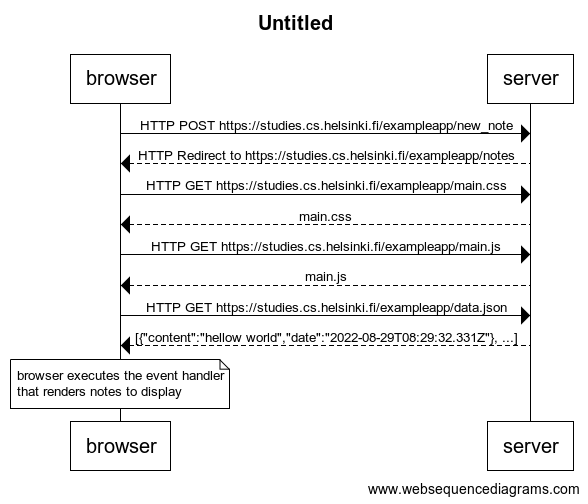 Untitled
browser
server
HTTP POST https://studies.cs.helsinki.fi/exampleapp/new_note
HTTP Redirect to https://studies.cs.helsinki.fi/exampleapp/notes
HTTP GET https://studies.cs.helsinki.fi/exampleapp/main.css
main.css
HTTP GET https://studies.cs.helsinki.fi/exampleapp/main.js
main.js
HTTP GET https://studies.cs.helsinki.fi/exampleapp/data.json
[{"content":"hellow world","date":"2022-08-29T08:29:32.331Z"}, ...]
browser executes the event handler
that renders notes to display
browser
server
www.websequencediagrams.com